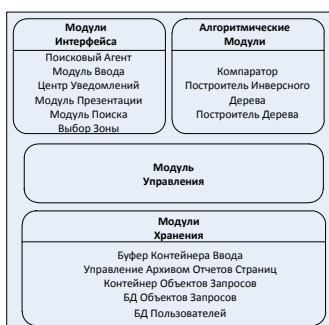 Модули
Интерфейса
Поисковый Агент
Модуль Ввода
Центр Уведомлений
Модуль Презентации
Модуль Поиска
Выбор Зоны
Алгоритмические
Модули
Компаратор
Построитель Инверсного
Дерева
Построитель Дерева
Модуль
Управления
Модули
Хранения
Буфер Контейнера Ввода
Управление Архивом Отчетов Страниц
Контейнер Объектов Запросов
БД Объектов Запросов
БД Пользователей